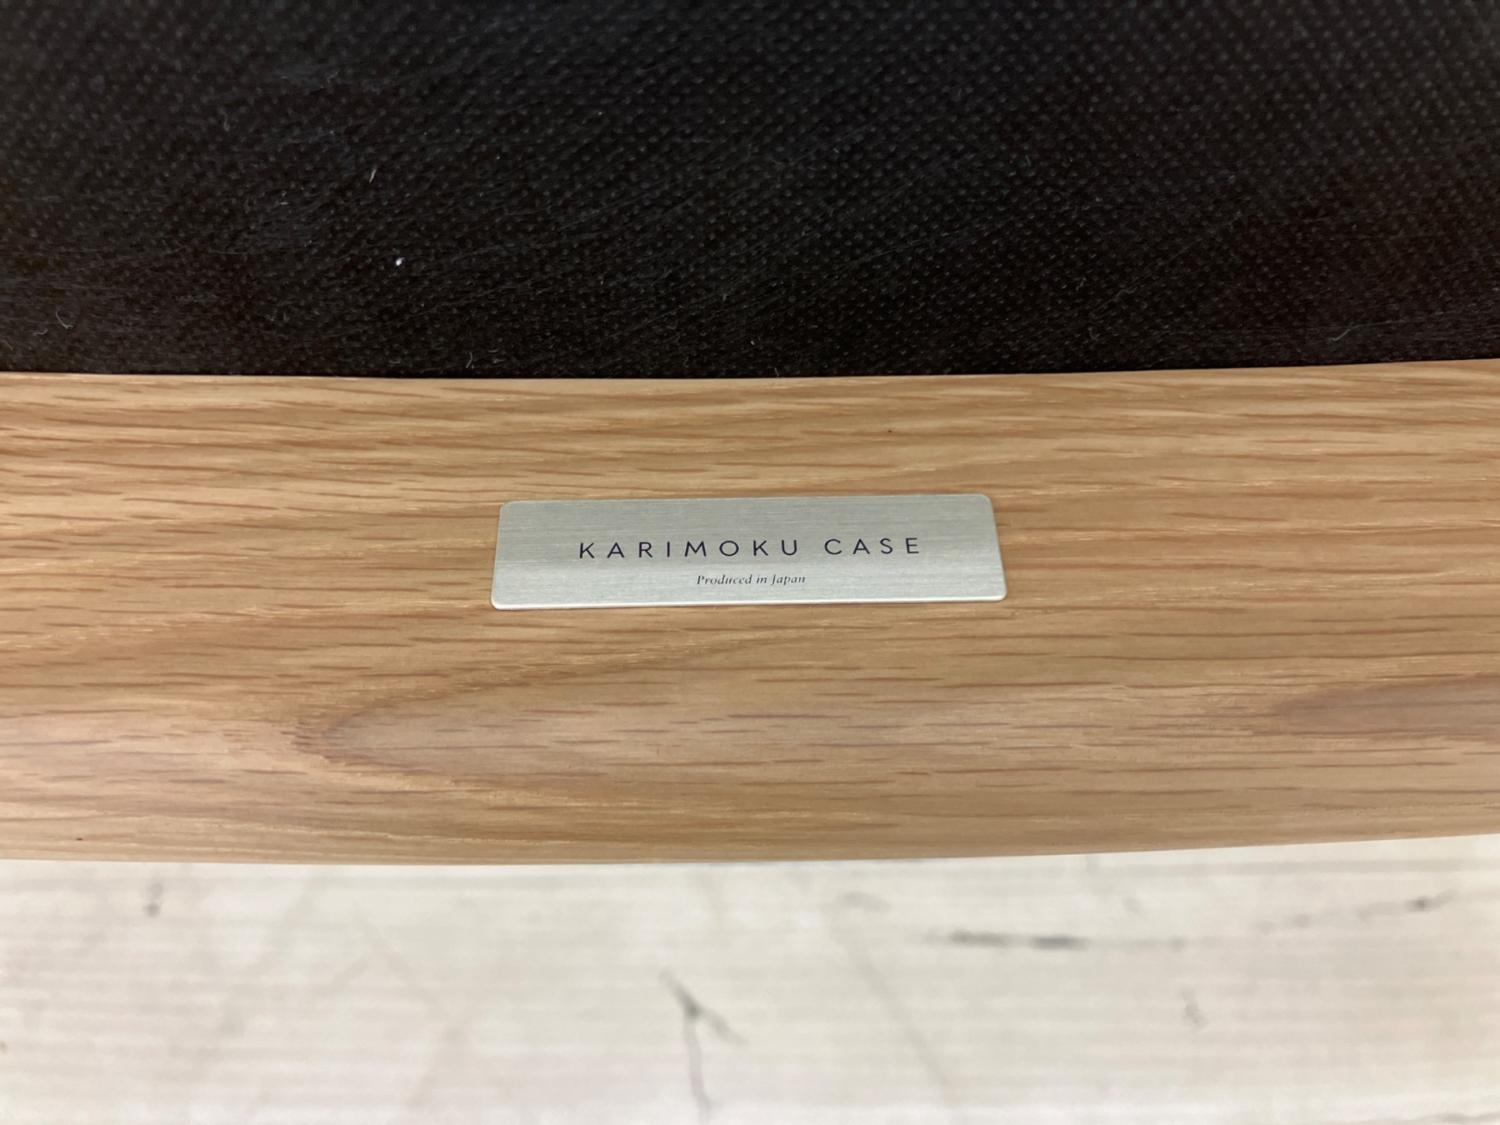 KARIMOKU CASE
Produced in Japan